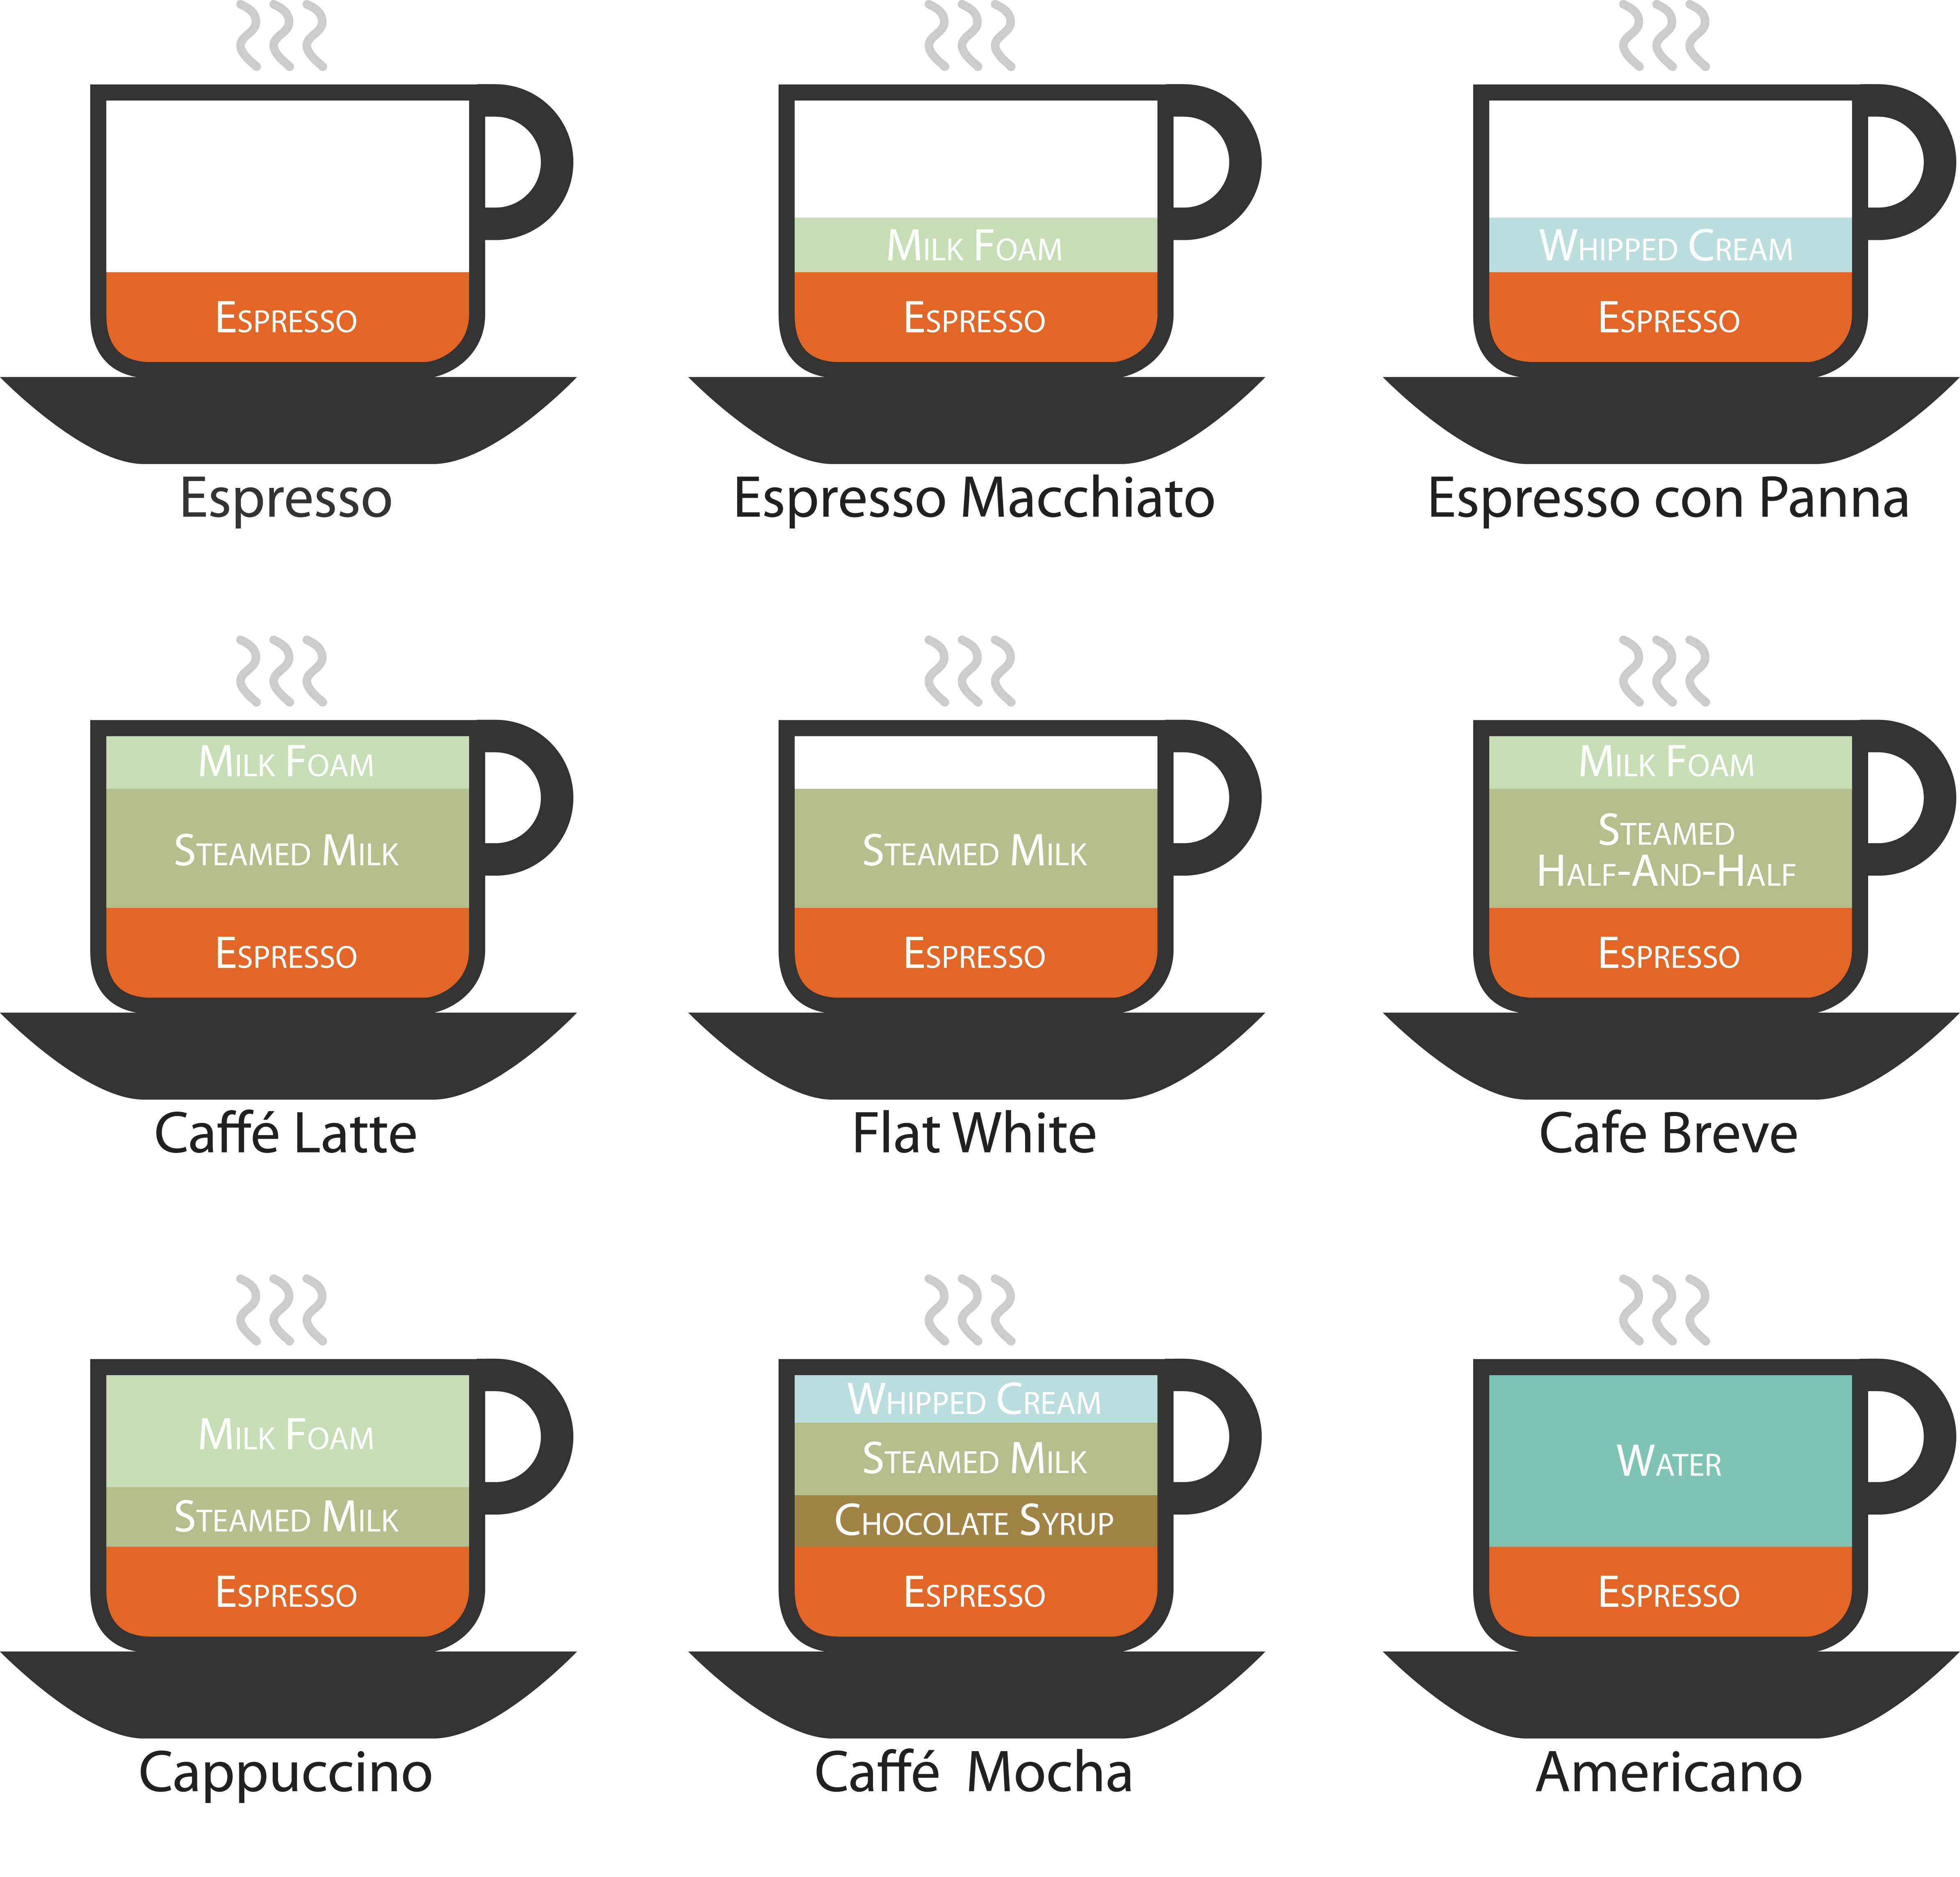 Espresso
Espresso
Milk Foam
Espresso
Espresso Macchiato
Whipped Cream
Espresso
Espresso con Panna
Milk Foam
Steamed Milk
Espresso
Caffé Latte
Steamed Milk
Espresso
Flat White
Milk Foam
Steamed
Half-And-Half
Espresso
Cafe Breve
Milk Foam
Steamed Milk
Espresso
Cappuccino
Whipped Cream
Steamed Milk
Chocolate Syrup
Espresso
Caffé Mocha
Water
Espresso
Americano